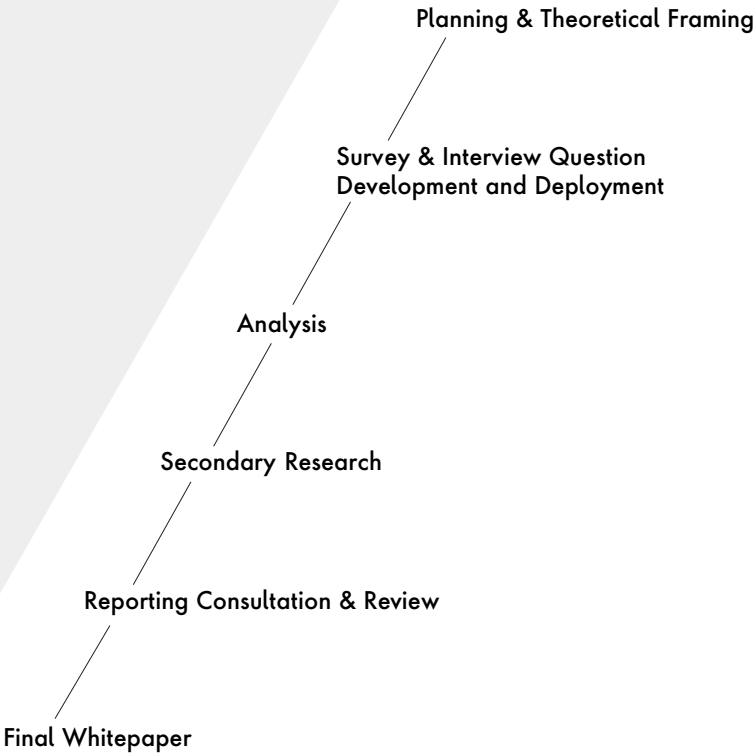 Planning & Theoretical Framing
Survey & Interview Question
Development and Deployment
Analysis
Secondary Research
Reporting Consultation & Review
Final Whitepaper